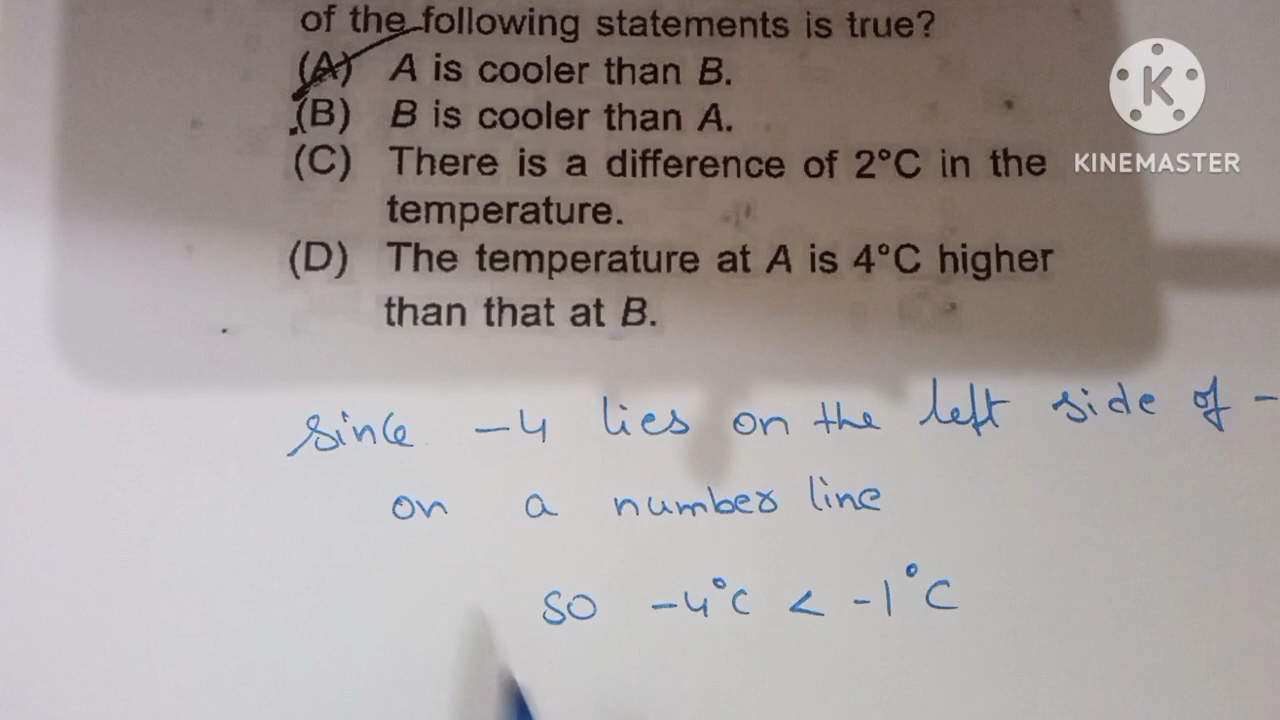 of the following statements is true?
(A) A is cooler than B.
(B) B is cooler than A.
(C) There is a difference of 2°C in the
temperature.
(D) The temperature at A is 4°C higher
than that at B.
K
KINEMASTER
since -4 lies on the left side of -
on a number line
so -4°C < -1°C